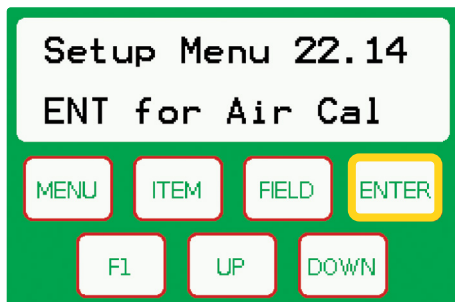 Setup Menu 22.14
ENT for Air Cal
MENU ITEM FIELD ENTER
F1 UP DOWN